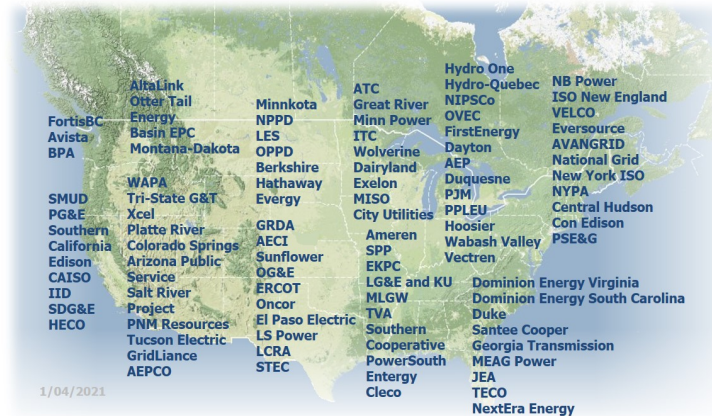 FortisBC
Avista
BPA
SMUD
PG&E
Southern
California
Edison
CAISO
IID
SDG&E
HECO
AltaLink
Otter Tail
Energy
Basin EPC
Montana-Dakota
WAPA
Tri-State G&T
Xcel
Platte River
Colorado Springs
Arizona Public
Service
Salt River
Project
PNM Resources
Tucson Electric
GridLiance
AEPCO
Minnkota
NPPD
LES
OPPD
Berkshire
Hathaway
Evergy
GRDA
AECI
Sunflower
OG&E
ERCOT
Oncor
El Paso Electric
LS Power
LCRA
STEC
ATC
Great River
Minn Power
ITC
Wolverine
Dairyland
Exelon
MISO
City Utilities
Ameren
SPP
EKPC
LG&E and KU
MLGW
TVA
Southern
Cooperative
PowerSouth
Entergy
Cleco
Hydro One
Hydro-Quebec
NIPSCo
OVEC
FirstEnergy
Dayton
AEP
Duquesne
PJM
PPLEU
Hoosier
Wabash Valley
Vectren
NB Power
ISO New England
VELCO
Eversource
AVANGRID
National Grid
New York ISO
NYPA
Central Hudson
Con Edison
PSE&G
Dominion Energy Virginia
Dominion Energy South Carolina
Duke
Santee Cooper
Georgia Transmission
MEAG Power
JEA
TECO
NextEra Energy
1/04/2021